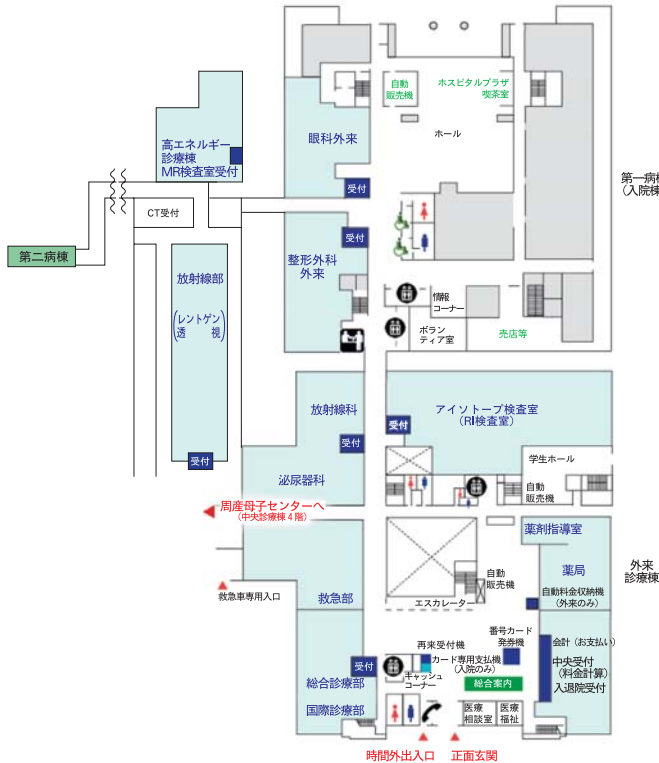 自動
販売機
ホスピタルプラザ
喫茶室
ホール
眼科外来
受付
高エネルギー
診療棟
MR検査室受付
CT受付
第二病棟
第一病棟
(入院棟
受付
整形外科
外来
放射線部
(レントゲン)
透視
受付
情報
コーナー
ボラン
ティア室
売店等
放射線科
受付
泌尿器科
受付
アイソトープ検査室
(RI検査室)
学生ホール
自動
販売機
周産母子センターへ
(中央診療棟4階)
救急車専用入口
救急部
薬剤指導室
薬局
自動料金収納機
(外来のみ)
外来
診療棟
自動
販売機
エスカレーター
再来受付機
カード専用支払機
(入院のみ)
キャッシュ
コーナー
番号カード
発券機
会計(お支払い)
中央受付
(料金計算)
入退院受付
総合案内
受付
総合診療部
国際診療部
医療
相談室
医療
福祉
時間外出入口
正面玄関